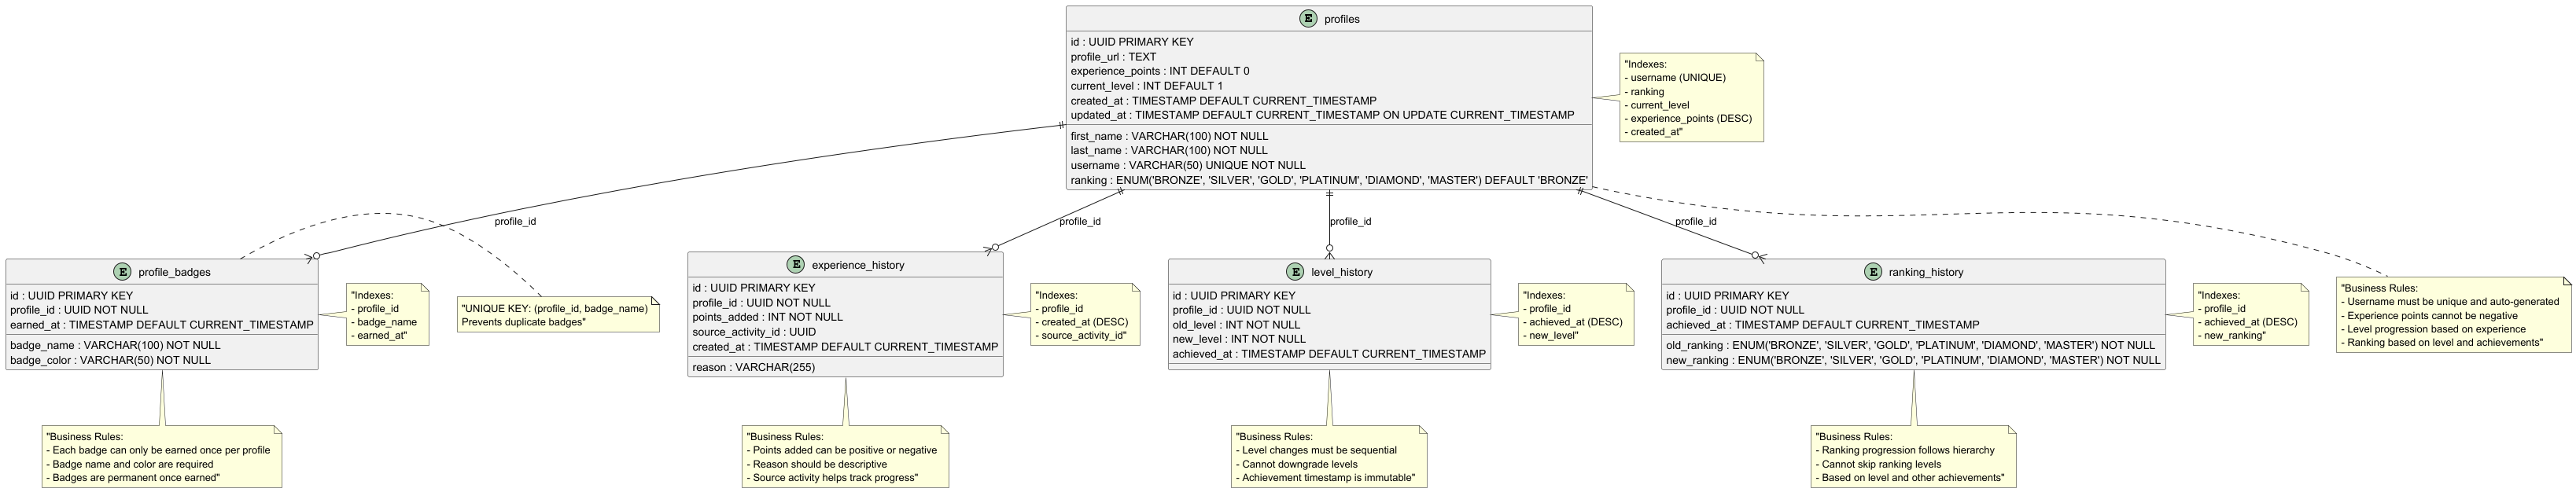 E profiles
id : UUID PRIMARY KEY
profile_url : TEXT
experience_points : INT DEFAULT 0
current_level : INT DEFAULT 1
created_at : TIMESTAMP DEFAULT CURRENT_TIMESTAMP
updated_at : TIMESTAMP DEFAULT CURRENT_TIMESTAMP ON UPDATE CURRENT_TIMESTAMP
first_name : VARCHAR(100) NOT NULL
last_name : VARCHAR(100) NOT NULL
username : VARCHAR(50) UNIQUE NOT NULL
ranking : ENUM('BRONZE', 'SILVER', 'GOLD', 'PLATINUM', 'DIAMOND', 'MASTER') DEFAULT 'BRONZE'
"Indexes:
- username (UNIQUE)
- ranking
- current_level
- experience_points (DESC)
- created_at"
profile_id
profile_id
profile_id
profile_id
E profile_badges
id : UUID PRIMARY KEY
profile_id : UUID NOT NULL
earned_at : TIMESTAMP DEFAULT CURRENT_TIMESTAMP
badge_name : VARCHAR(100) NOT NULL
badge_color : VARCHAR(50) NOT NULL
"Indexes:
- profile_id
- badge_name
- earned_at"
"UNIQUE KEY: (profile_id, badge_name)
Prevents duplicate badges"
E experience_history
id : UUID PRIMARY KEY
profile_id : UUID NOT NULL
points_added : INT NOT NULL
source_activity_id : UUID
created_at : TIMESTAMP DEFAULT CURRENT_TIMESTAMP
reason : VARCHAR(255)
"Indexes:
- profile_id
- created_at (DESC)
- source_activity_id"
E level_history
id : UUID PRIMARY KEY
profile_id : UUID NOT NULL
old_level : INT NOT NULL
new_level : INT NOT NULL
achieved_at : TIMESTAMP DEFAULT CURRENT_TIMESTAMP
"Indexes:
- profile_id
- achieved_at (DESC)
- new_level"
E ranking_history
id : UUID PRIMARY KEY
profile_id : UUID NOT NULL
achieved_at : TIMESTAMP DEFAULT CURRENT_TIMESTAMP
old_ranking : ENUM('BRONZE', 'SILVER', 'GOLD', 'PLATINUM', 'DIAMOND', 'MASTER') NOT NULL
new_ranking : ENUM('BRONZE', 'SILVER', 'GOLD', 'PLATINUM', 'DIAMOND', 'MASTER') NOT NULL
"Indexes:
- profile_id
- achieved_at (DESC)
- new_ranking"
"Business Rules:
- Username must be unique and auto-generated
- Experience points cannot be negative
- Level progression based on experience
- Ranking based on level and achievements"
"Business Rules:
- Each badge can only be earned once per profile
- Badge name and color are required
- Badges are permanent once earned"
"Business Rules:
- Points added can be positive or negative
- Reason should be descriptive
- Source activity helps track progress"
"Business Rules:
- Level changes must be sequential
- Cannot downgrade levels
- Achievement timestamp is immutable"
"Business Rules:
- Ranking progression follows hierarchy
- Cannot skip ranking levels
- Based on level and other achievements"